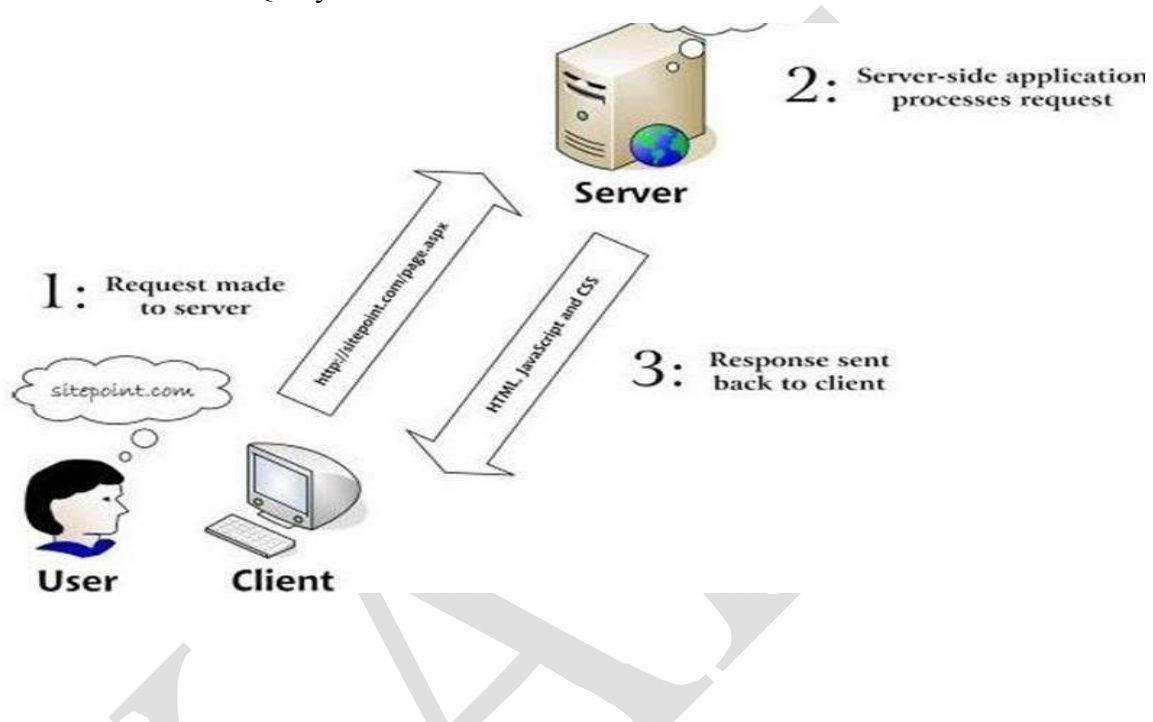 2: Server-side application
processes request
Server
http://sitepoint.com/page.aspx
1: Request made
to server
HTML, JavaScript and CSS
3: Response sent
back to client
sitepoint.com
User
Client